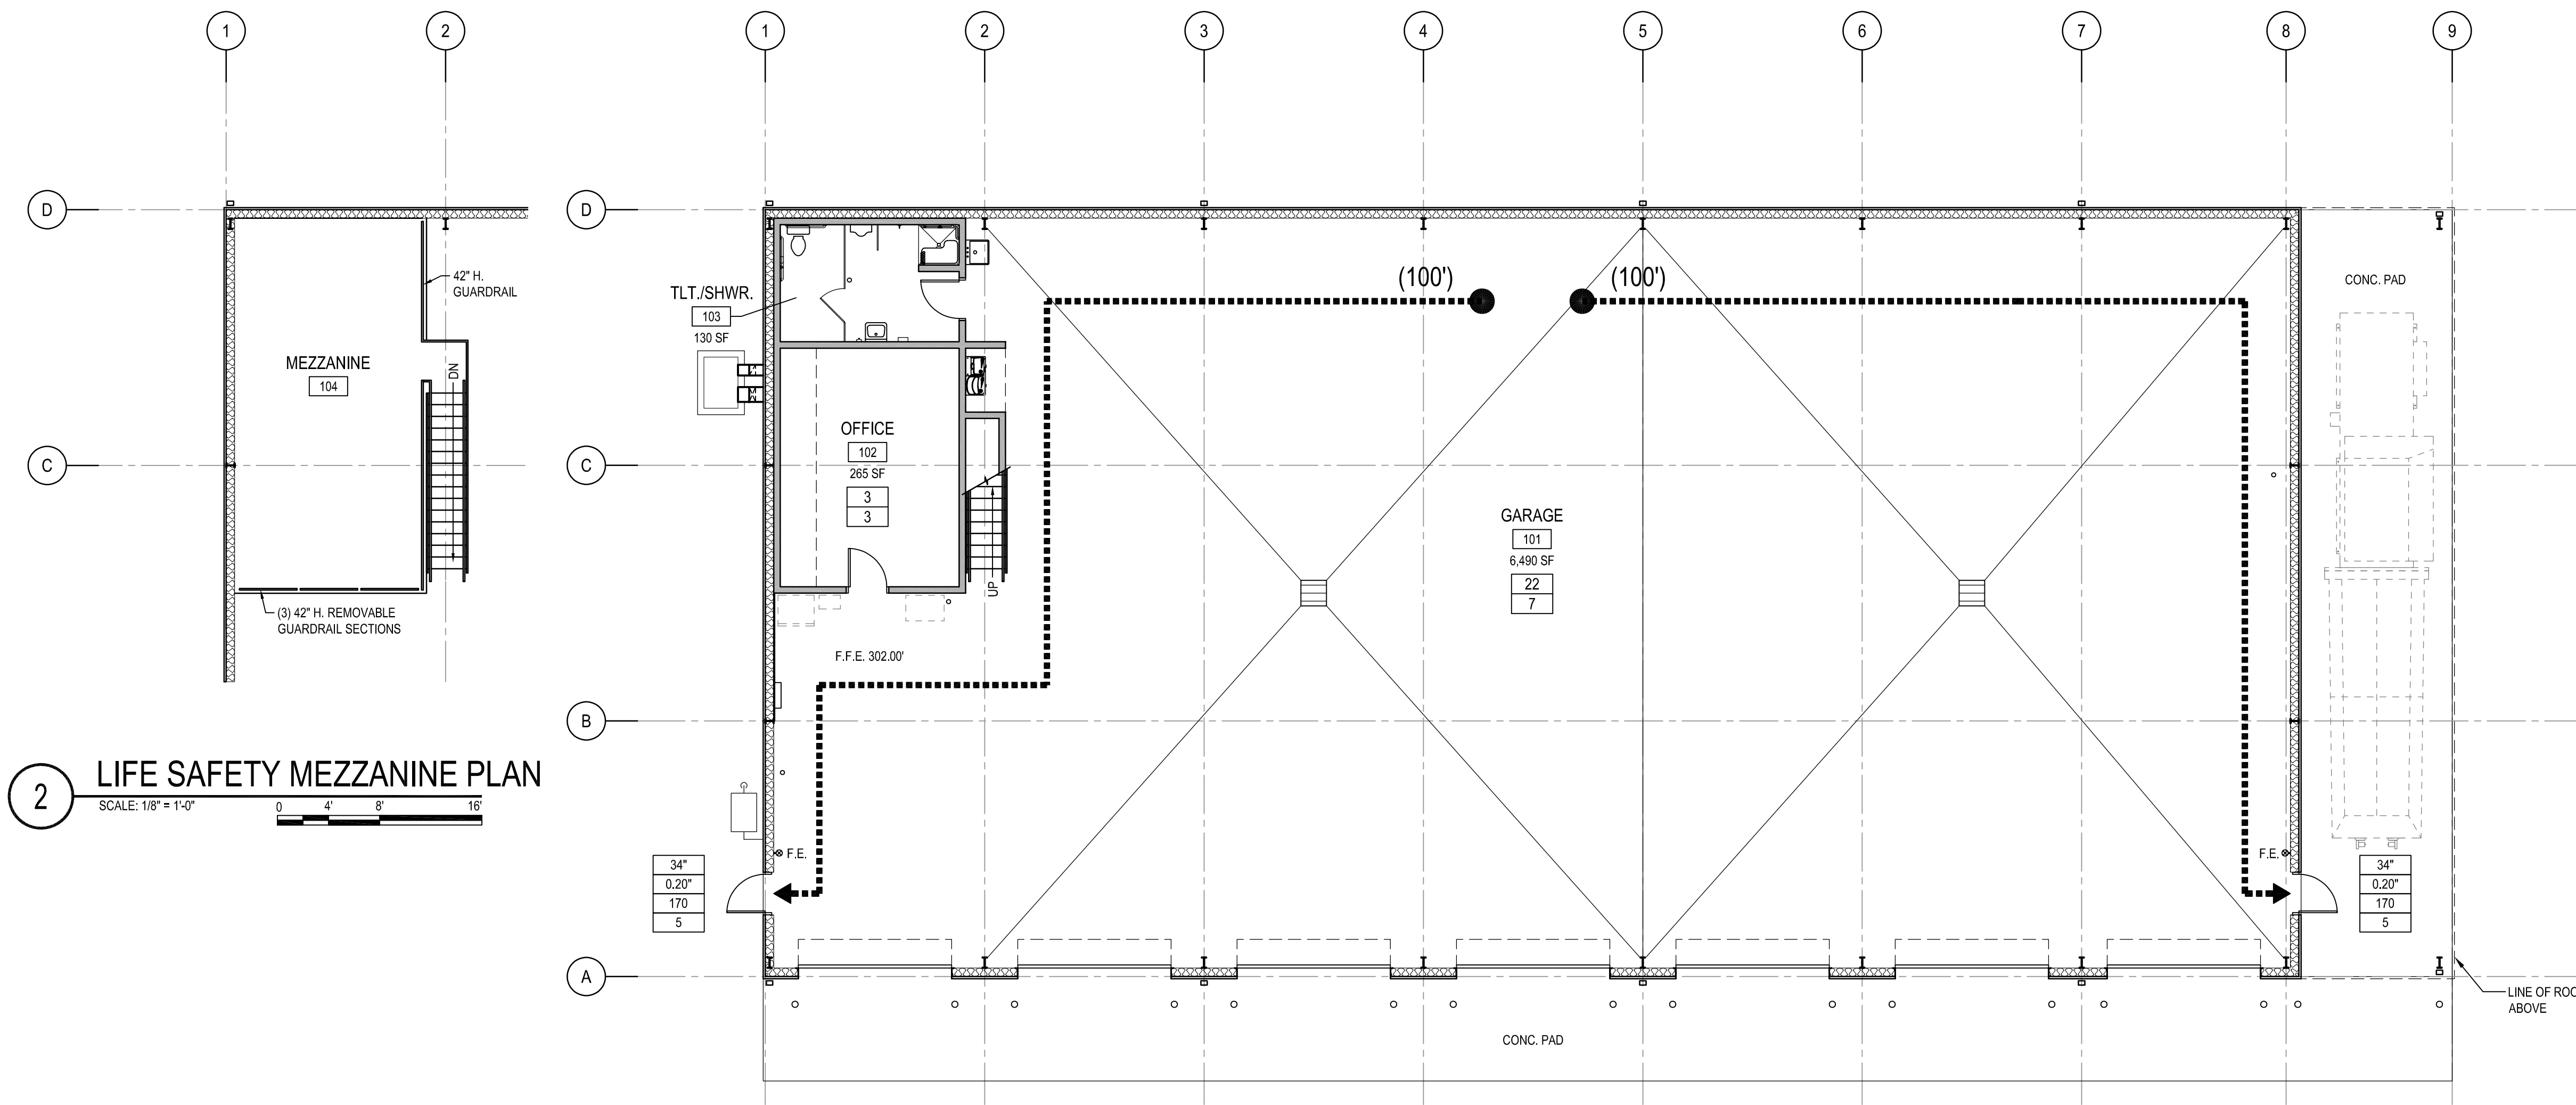 1
2
1
2
3
4
5
6
7
8
9
D
D
42" H.
GUARDRAIL
MEZZANINE
104
DN
C
(3) 42" H. REMOVABLE
GUARDRAIL SECTIONS
2
LIFE SAFETY MEZZANINE PLAN
SCALE: 1/8" = 1'-0"
0 4' 8' 16'
TLT./SHWR.
103
130 SF
(100')
(100')
CONC. PAD
C
OFFICE
102
265 SF
3
3
UP
GARAGE
101
6,490 SF
22
7
F.F.E. 302.00'
B
F.E.
34"
0.20"
170
5
F.E.
34"
0.20"
170
5
A
LINE OF ROO
ABOVE
CONC. PAD